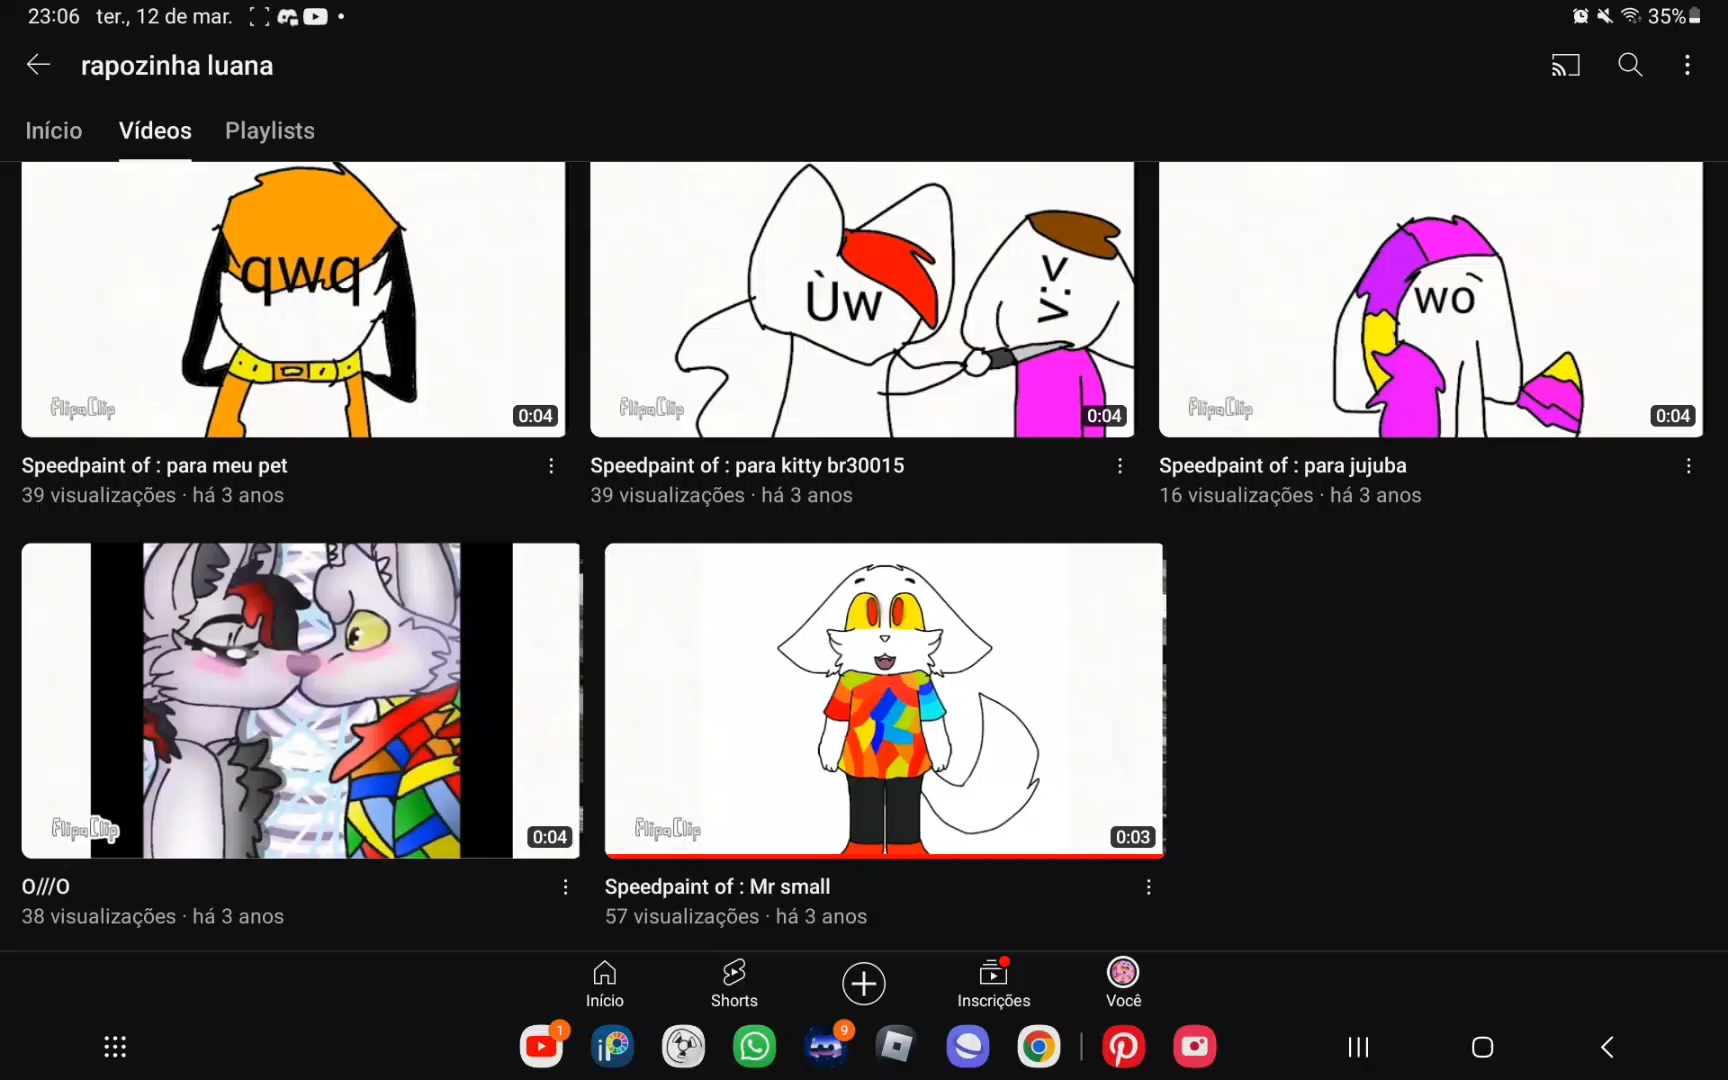 23:06 ter., 12 de mar. 35%
rapozinha luana
Início Vídeos Playlists
qwq
FlipaClip
0:04
Ùw
v:v
FlipaClip
0:04
wo
FlipaClip
0:04
Speedpaint of : para meu pet
39 visualizações · há 3 anos
Speedpaint of : para kitty br30015
39 visualizações · há 3 anos
Speedpaint of : para jujuba
16 visualizações · há 3 anos
FlipaClip
0:04
FlipaClip
0:03
O///O
38 visualizações · há 3 anos
Speedpaint of : Mr small
57 visualizações · há 3 anos
Início
Shorts
Inscrições
Você
1
9